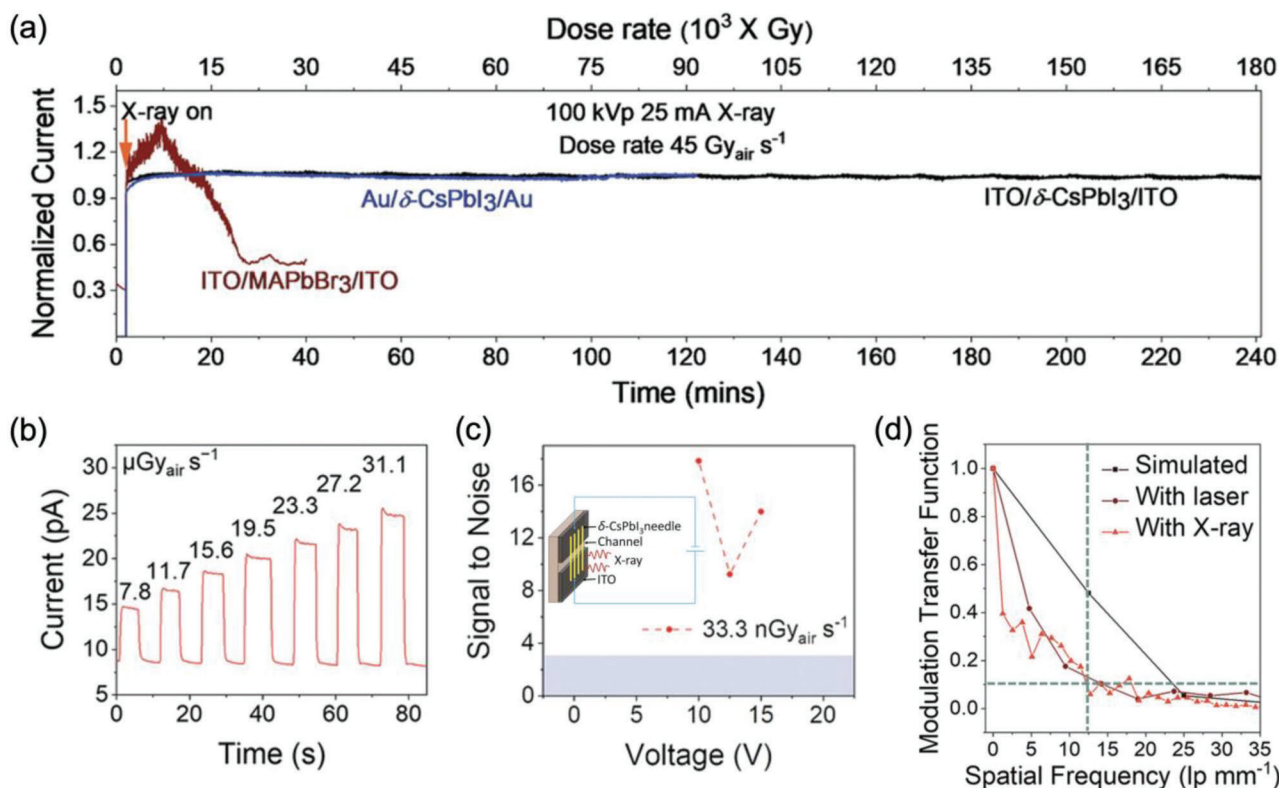 (a)
Dose rate (10³ X Gy)
0 15 30 45 60 75 90 105 120 135 150 165 180
Normalized Current
1.5
1.2
0.9
0.6
0.3
X-ray on
100 kVp 25 mA X-ray
Dose rate 45 Gyair s⁻¹
Au/δ-CsPbI₃/Au
ITO/δ-CsPbI₃/ITO
ITO/MAPbBr₃/ITO
0 20 40 60 80 100 120 140 160 180 200 220 240
Time (mins)
(b)
Current (pA)
30
25
20
15
10
5
μGyair s⁻¹
7.8
11.7
15.6
19.5
23.3
27.2
31.1
0 20 40 60 80
Time (s)
(c)
Signal to Noise
16
12
8
4
0
δ-CsPbI₃needle
Channel
X-ray
ITO
33.3 nGyair s⁻¹
0 5 10 15 20
Voltage (V)
(d)
Modulation Transfer Function
1.0
0.8
0.6
0.4
0.2
0.0
Simulated
With laser
With X-ray
0 5 10 15 20 25 30 35
Spatial Frequency (lp mm⁻¹)